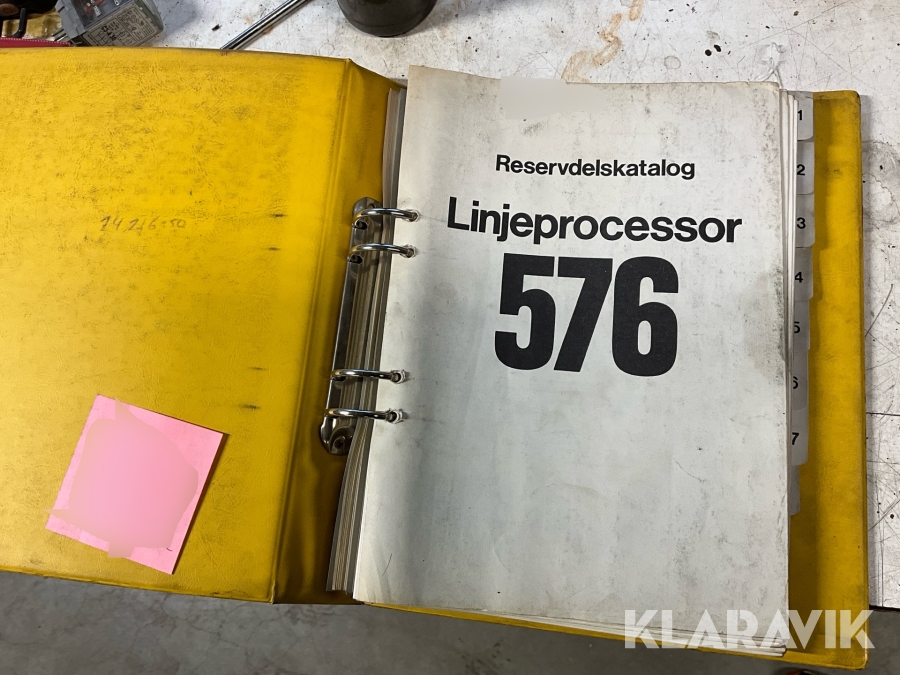 Reservdelskatalog
Linjeprocessor
576
1
2
3
4
5
6
7
KLARAVIK